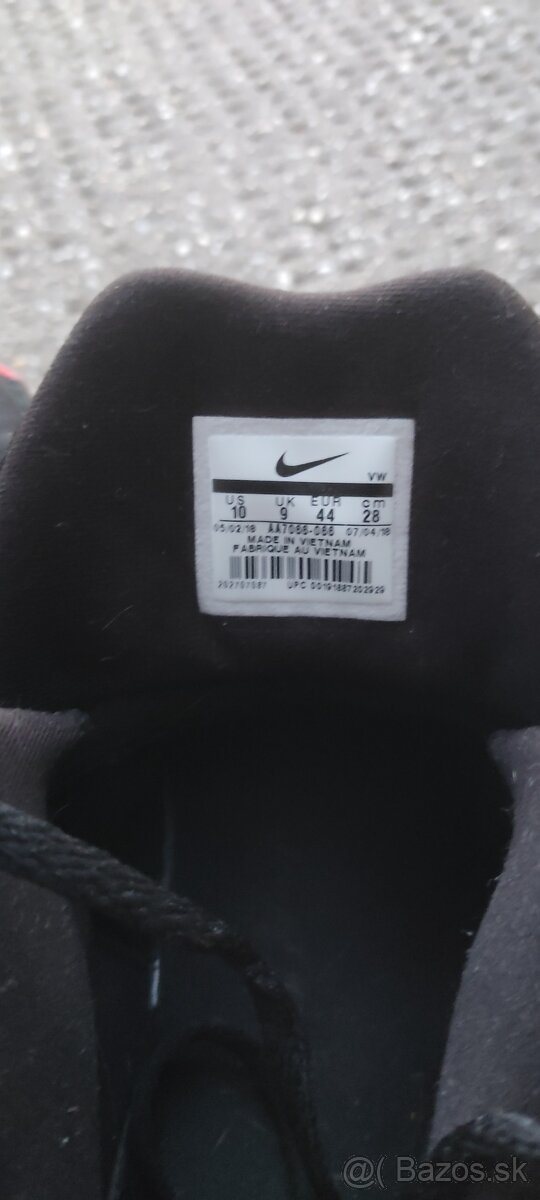 VW
US UK EUR cm
10 9 44 28
05/02/18 AA7066-066 07/04/18
MADE IN VIETNAM
FABRIQUE AU VIETNAM
202707087 UPC 00191887202929
@( Bazos.sk